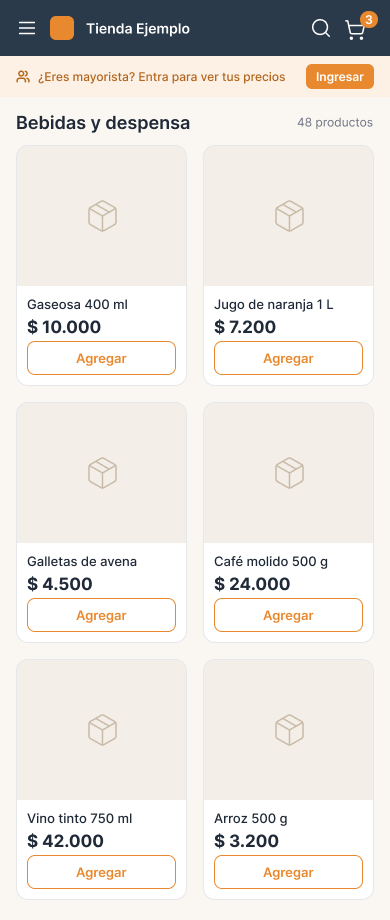 Tienda Ejemplo
3
¿Eres mayorista? Entra para ver tus precios
Ingresar
Bebidas y despensa
48 productos
Gaseosa 400 ml
$ 10.000
Agregar
Jugo de naranja 1 L
$ 7.200
Agregar
Galletas de avena
$ 4.500
Agregar
Café molido 500 g
$ 24.000
Agregar
Vino tinto 750 ml
$ 42.000
Agregar
Arroz 500 g
$ 3.200
Agregar